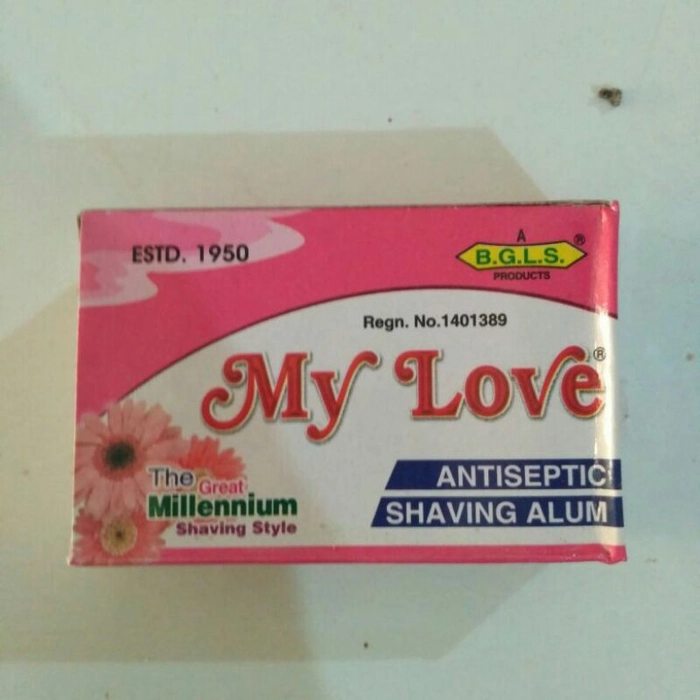 ESTD. 1950
A
B.G.L.S.®
PRODUCTS
Regn. No.1401389
My Love®
The Great
Millennium
Shaving Style
ANTISEPTIC
SHAVING ALUM